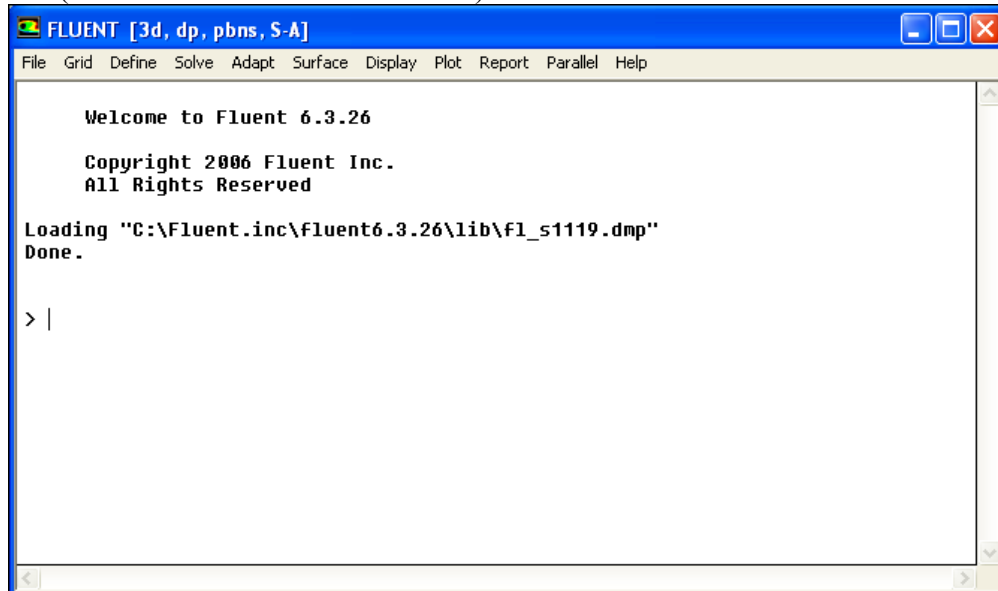 FLUENT [3d, dp, pbns, S-A]
File Grid Define Solve Adapt Surface Display Plot Report Parallel Help
Welcome to Fluent 6.3.26
Copyright 2006 Fluent Inc.
All Rights Reserved
Loading "C:\Fluent.inc\fluent6.3.26\lib\fl_s1119.dmp"
Done.
>